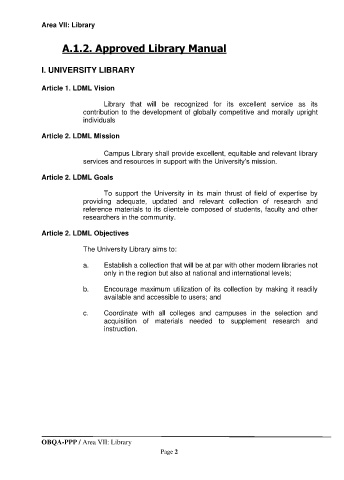 Area VII: Library
A.1.2. Approved Library Manual
I. UNIVERSITY LIBRARY
Article 1. LDML Vision
Library that will be recognized for its excellent service as its
contribution to the development of globally competitive and morally upright
individuals
Article 2. LDML Mission
Campus Library shall provide excellent, equitable and relevant library
services and resources in support with the University's mission.
Article 2. LDML Goals
To support the University in its main thrust of field of expertise by
providing adequate, updated and relevant collection of research and
reference materials to its clientele composed of students, faculty and other
researchers in the community.
Article 2. LDML Objectives
The University Library aims to:
a. Establish a collection that will be at par with other modern libraries not
only in the region but also at national and international levels;
b. Encourage maximum utilization of its collection by making it readily
available and accessible to users; and
c. Coordinate with all colleges and campuses in the selection and
acquisition of materials needed to supplement research and
instruction.
OBQA-PPP / Area VII: Library
Page 2